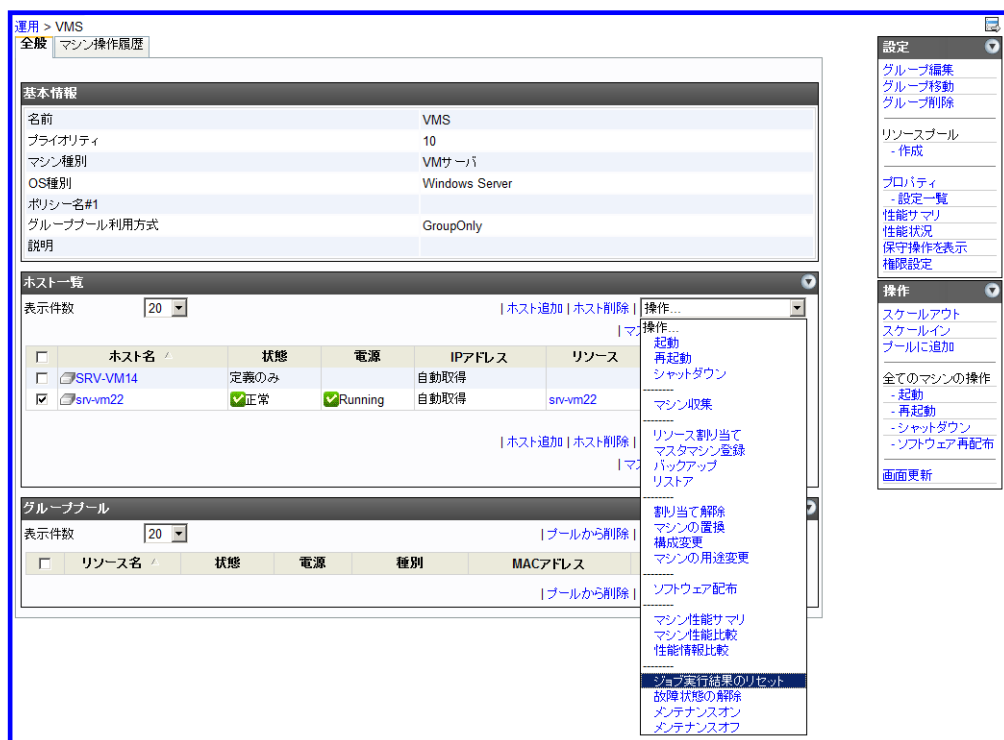 運用 > VMS
全般 マシン操作履歴
基本情報
名前 VMS
プライオリティ 10
マシン種別 VMサーバ
OS種別 Windows Server
ポリシー名#1
グループプール利用方式 GroupOnly
説明
ホスト一覧
表示件数 20 | ホスト追加 | ホスト削除 | 操作...
| マス
ホスト名 状態 電源 IPアドレス リソース
SRV-VM14 定義のみ 自動取得
srv-vm22 正常 Running 自動取得 srv-vm22
| ホスト追加 | ホスト削除 |
| マス
グループプール
表示件数 20 | プールから削除 |
リソース名 状態 電源 種別 MACアドレス
| プールから削除 |
操作...
起動
再起動
シャットダウン
--------
マシン収集
--------
リソース割り当て
マスタマシン登録
バックアップ
リストア
--------
割り当て解除
マシンの置換
構成変更
マシンの用途変更
--------
ソフトウェア配布
--------
マシン性能サマリ
マシン性能比較
性能情報比較
--------
ジョブ実行結果のリセット
故障状態の解除
メンテナンスオン
メンテナンスオフ
設定
グループ編集
グループ移動
グループ削除
リソースプール
- 作成
プロパティ
- 設定一覧
性能サマリ
性能状況
保守操作を表示
権限設定
操作
スケールアウト
スケールイン
プールに追加
全てのマシンの操作
- 起動
- 再起動
- シャットダウン
- ソフトウェア再配布
画面更新